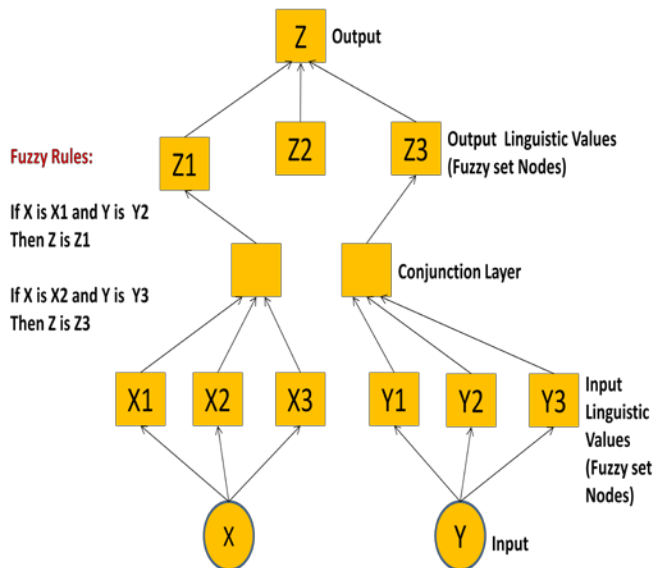 Z Output
Z1 Z2 Z3 Output Linguistic Values
(Fuzzy set Nodes)
Fuzzy Rules:
If X is X1 and Y is Y2
Then Z is Z1
If X is X2 and Y is Y3
Then Z is Z3
Conjunction Layer
X1 X2 X3 Y1 Y2 Y3
Input
Linguistic
Values
(Fuzzy set
Nodes)
X Y Input